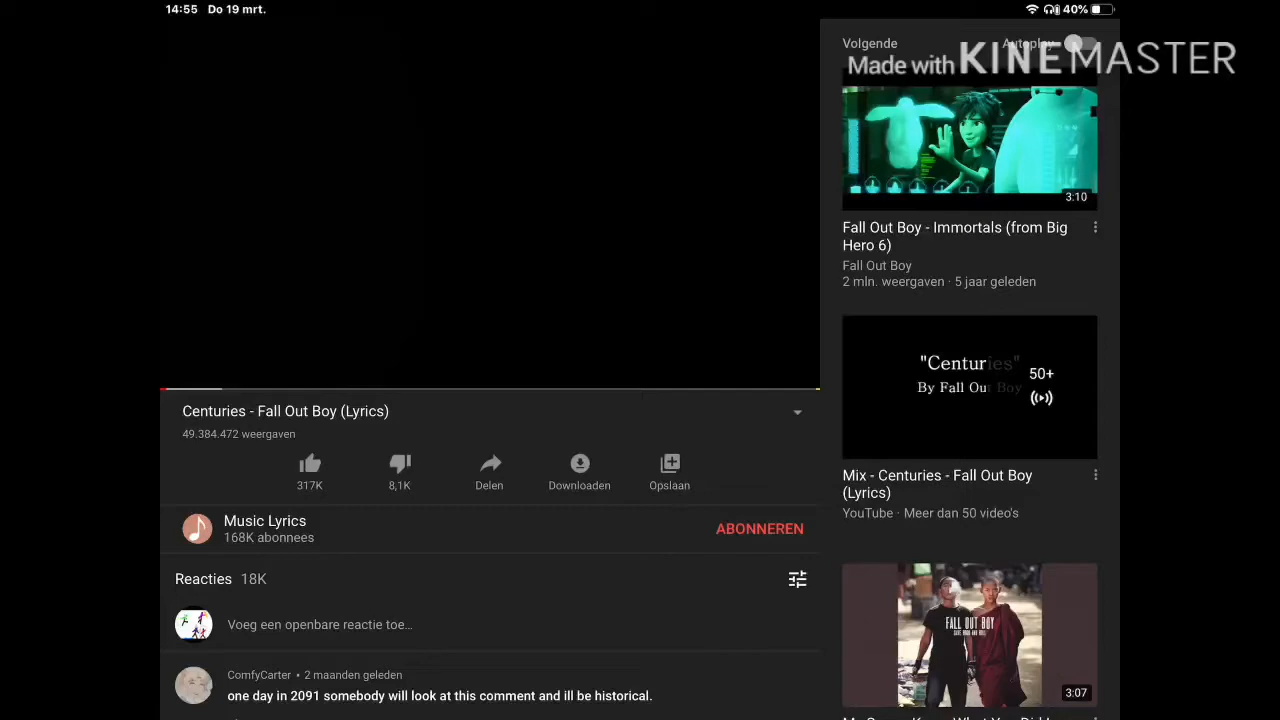 14:55 Do 19 mrt.
40%
Volgende Autoplay
Made with KINEMASTER
3:10
Fall Out Boy - Immortals (from Big
Hero 6)
Fall Out Boy
2 mln. weergaven · 5 jaar geleden
"Centuries"
By Fall Out Boy
50+
Mix - Centuries - Fall Out Boy
(Lyrics)
YouTube · Meer dan 50 video's
FALL OUT BOY
SAVE ROCK AND ROLL
3:07
Centuries - Fall Out Boy (Lyrics)
49.384.472 weergaven
317K 8,1K Delen Downloaden Opslaan
Music Lyrics
168K abonnees
ABONNEREN
Reacties 18K
Voeg een openbare reactie toe...
ComfyCarter • 2 maanden geleden
one day in 2091 somebody will look at this comment and ill be historical.